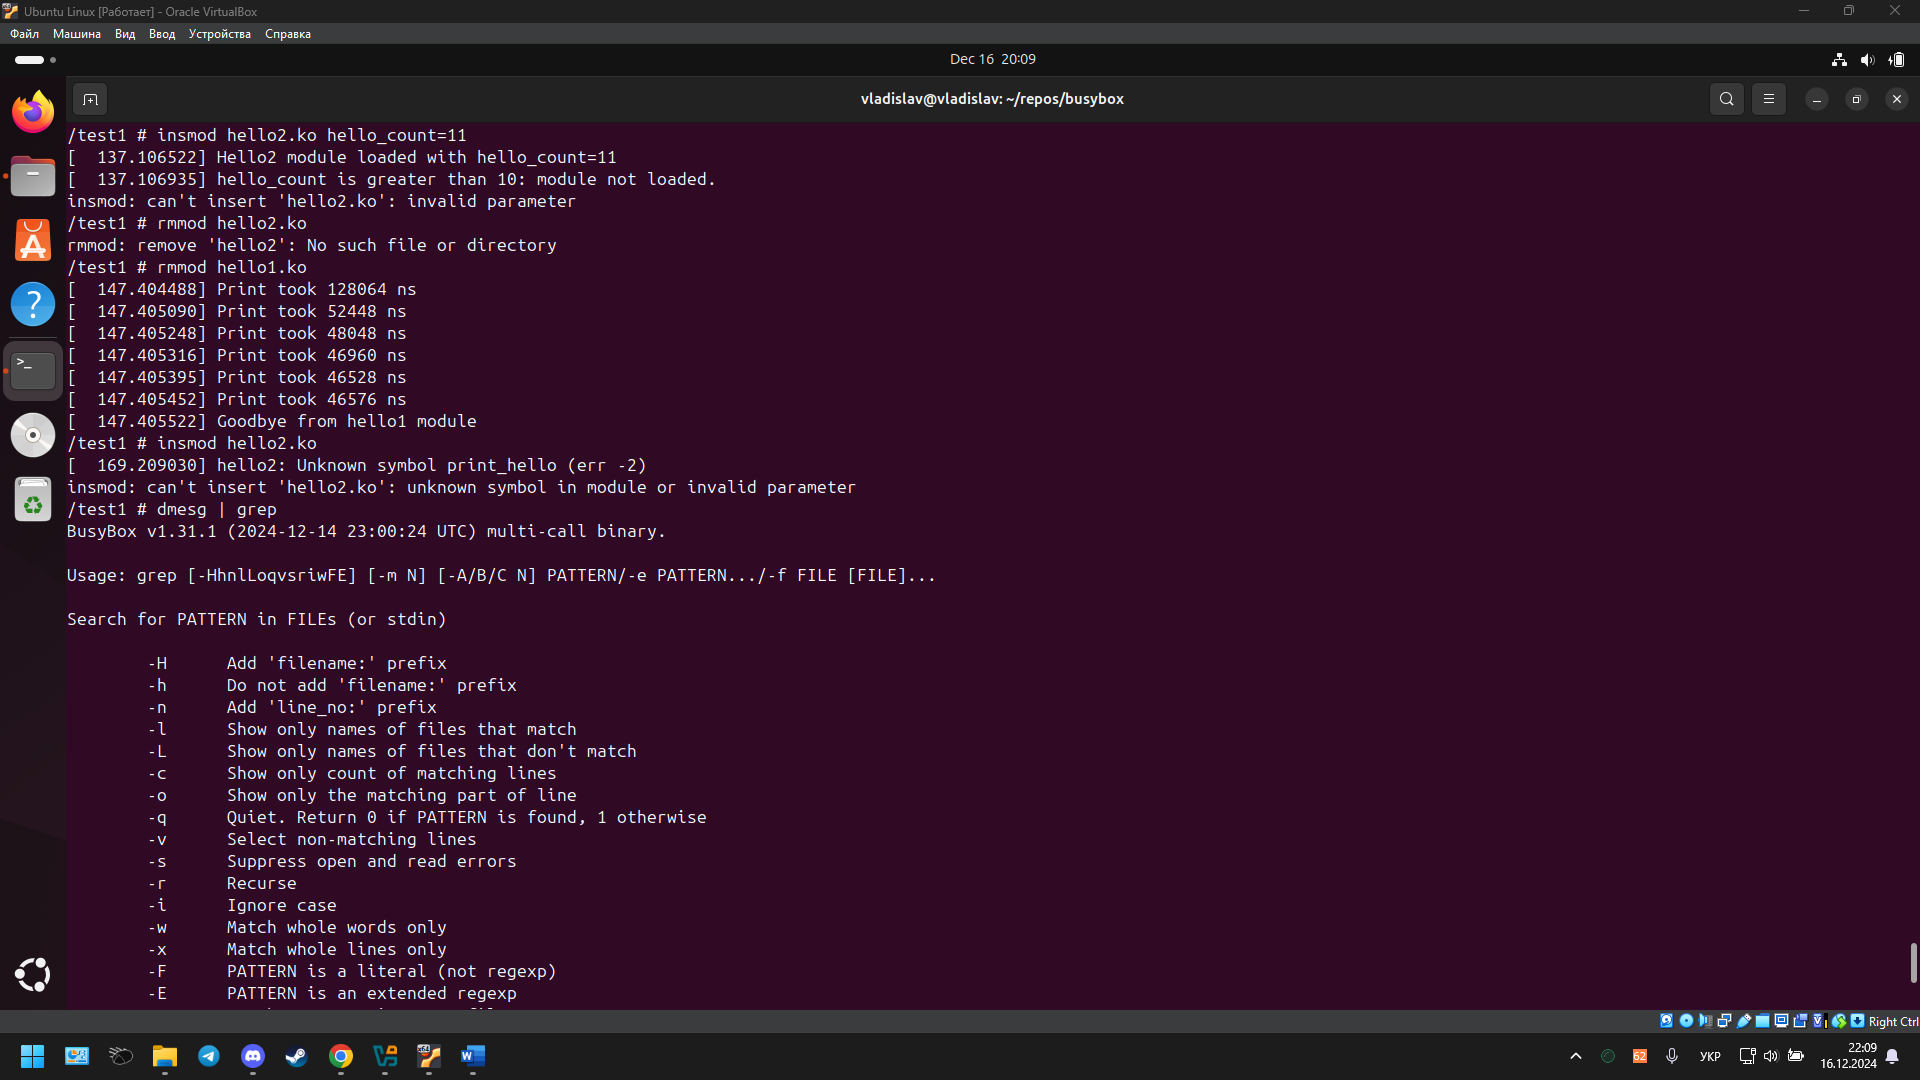 Ubuntu Linux [Работает] - Oracle VirtualBox
Файл Машина Вид Ввод Устройства Справка
Dec 16 20:09
vladislav@vladislav: ~/repos/busybox
/test1 # insmod hello2.ko hello_count=11
[  137.106522] Hello2 module loaded with hello_count=11
[  137.106935] hello_count is greater than 10: module not loaded.
insmod: can't insert 'hello2.ko': invalid parameter
/test1 # rmmod hello2.ko
rmmod: remove 'hello2': No such file or directory
/test1 # rmmod hello1.ko
[  147.404488] Print took 128064 ns
[  147.405090] Print took 52448 ns
[  147.405248] Print took 48048 ns
[  147.405316] Print took 46960 ns
[  147.405395] Print took 46528 ns
[  147.405452] Print took 46576 ns
[  147.405522] Goodbye from hello1 module
/test1 # insmod hello2.ko
[  169.209030] hello2: Unknown symbol print_hello (err -2)
insmod: can't insert 'hello2.ko': unknown symbol in module or invalid parameter
/test1 # dmesg | grep
BusyBox v1.31.1 (2024-12-14 23:00:24 UTC) multi-call binary.
Usage: grep [-HhnlLoqvsriwFE] [-m N] [-A/B/C N] PATTERN/-e PATTERN.../-f FILE [FILE]...
Search for PATTERN in FILEs (or stdin)
-H Add 'filename:' prefix
-h Do not add 'filename:' prefix
-n Add 'line_no:' prefix
-l Show only names of files that match
-L Show only names of files that don't match
-c Show only count of matching lines
-o Show only the matching part of line
-q Quiet. Return 0 if PATTERN is found, 1 otherwise
-v Select non-matching lines
-s Suppress open and read errors
-r Recurse
-i Ignore case
-w Match whole words only
-x Match whole lines only
-F PATTERN is a literal (not regexp)
-E PATTERN is an extended regexp
Right Ctrl
62
УКР
22:09
16.12.2024